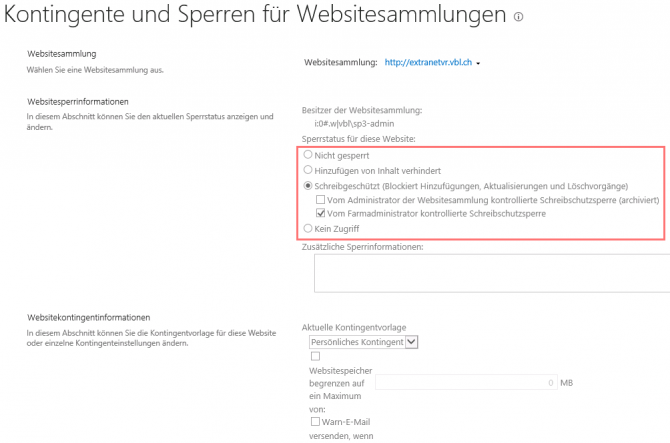 Kontingente und Sperren für Websitesammlungen
Websitesammlung
Wählen Sie eine Websitesammlung aus.
Websitesammlung: http://extranetvr.vbl.ch
Websitesperrinformationen
In diesem Abschnitt können Sie den aktuellen Sperrstatus anzeigen und
ändern.
Besitzer der Websitesammlung:
i:0#.w|vbl\sp3-admin
Sperrstatus für diese Website:
Nicht gesperrt
Hinzufügen von Inhalt verhindert
Schreibgeschützt (Blockiert Hinzufügungen, Aktualisierungen und Löschvorgänge)
Vom Administrator der Websitesammlung kontrollierte Schreibschutzsperre (archiviert)
Vom Farmadministrator kontrollierte Schreibschutzsperre
Kein Zugriff
Zusätzliche Sperrinformationen:
Websitekontingentinformationen
In diesem Abschnitt können Sie die Kontingentvorlage für diese Website
oder einzelne Kontingenteinstellungen ändern.
Aktuelle Kontingentvorlage
Persönliches Kontingent
Websitespeicher
begrenzen auf
ein Maximum
von:
0 MB
Warn-E-Mail
versenden, wenn